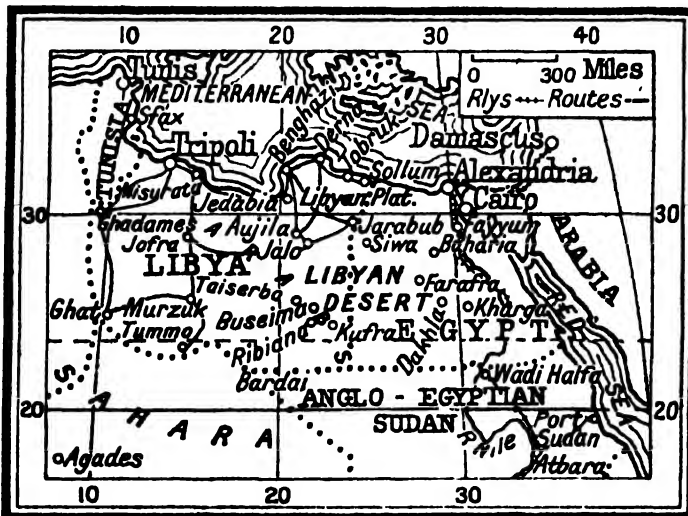 10 20 30 40
Tunis
MEDITERRANEAN SEA
0 300 Miles
Rlys Routes
Sfax
TUNISIA
Tripoli
Benghazi
Derna
Tobruk
Damascus
Sollum
Alexandria
Misurata
Jedabia
Libyan Plat.
Cairo
30 30
Ghadames
Jofra
Aujila
Jalo
Jarabub
Siwa
Fayyum
Baharia
ARABIA
LIBYA
SAHARA
LIBYAN
DESERT
Taiserbo
Farafra
Ghat
Murzuk
Tummo
Buseima
Ribiana
Kufra
Dakhla
Kharga
EGYPT
RED SEA
Bardai
Wadi Halfa
ANGLO - EGYPTIAN
SUDAN
20 20
SAHARA
R. Nile
Port
Sudan
Agades
Atbara
10 20 30